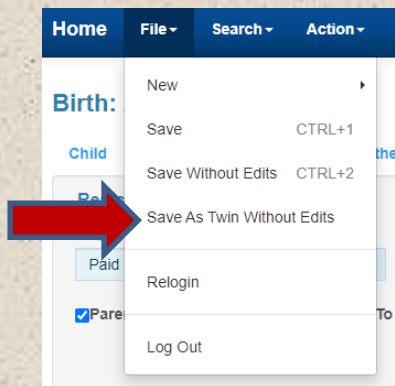 Home File Search Action
New
Birth:
Save CTRL+1
Child
Save Without Edits CTRL+2
Save As Twin Without Edits
Paid
Relogin
To
Log Out